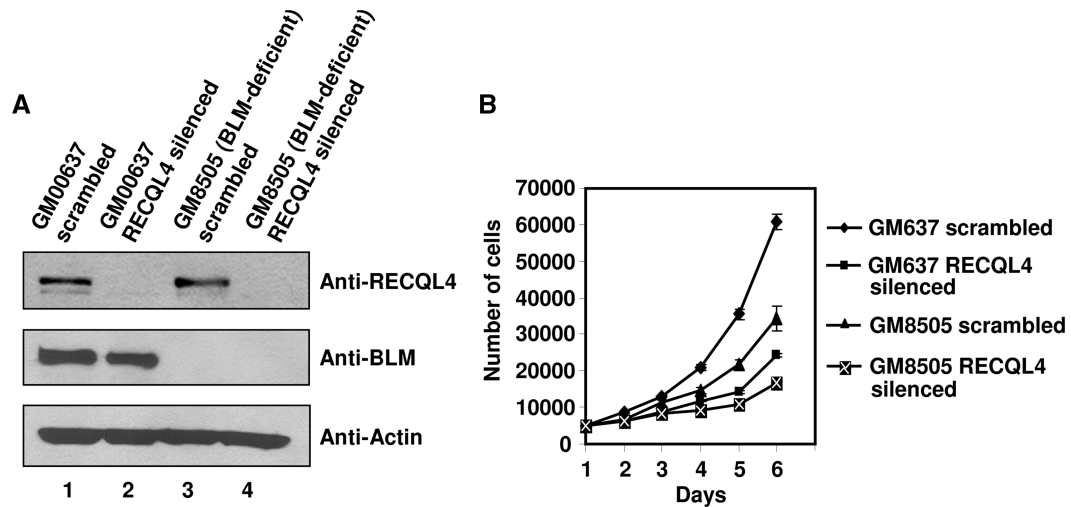 A
GM00637
scrambled
GM00637
RECQL4 silenced
GM8505 (BLM-deficient)
scrambled
GM8505 (BLM-deficient)
RECQL4 silenced
Anti-RECQL4
Anti-BLM
Anti-Actin
1 2 3 4
B
Number of cells
70000
60000
50000
40000
30000
20000
10000
0
1 2 3 4 5 6
Days
GM637 scrambled
GM637 RECQL4
silenced
GM8505 scrambled
GM8505 RECQL4
silenced